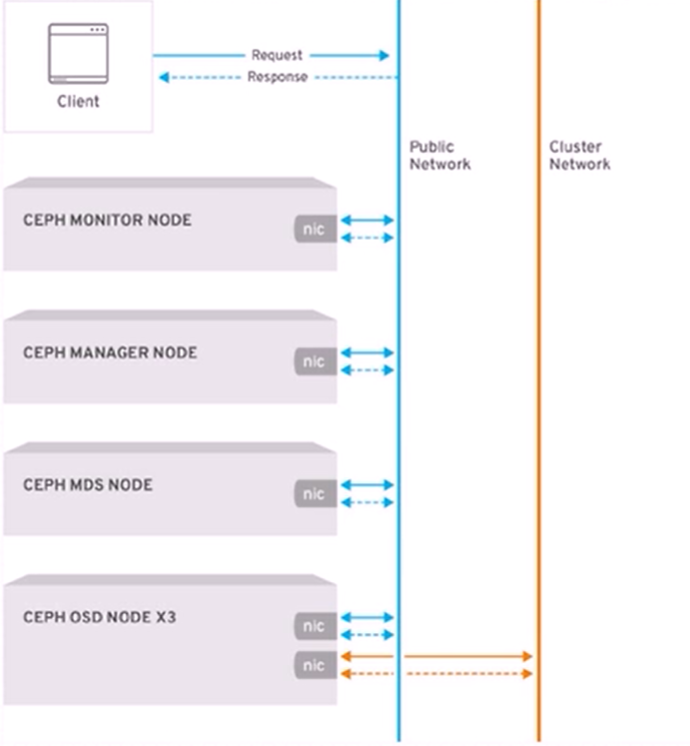 Request
Response
Client
Public
Network
Cluster
Network
CEPH MONITOR NODE
nic
CEPH MANAGER NODE
nic
CEPH MDS NODE
nic
CEPH OSD NODE X3
nic
nic